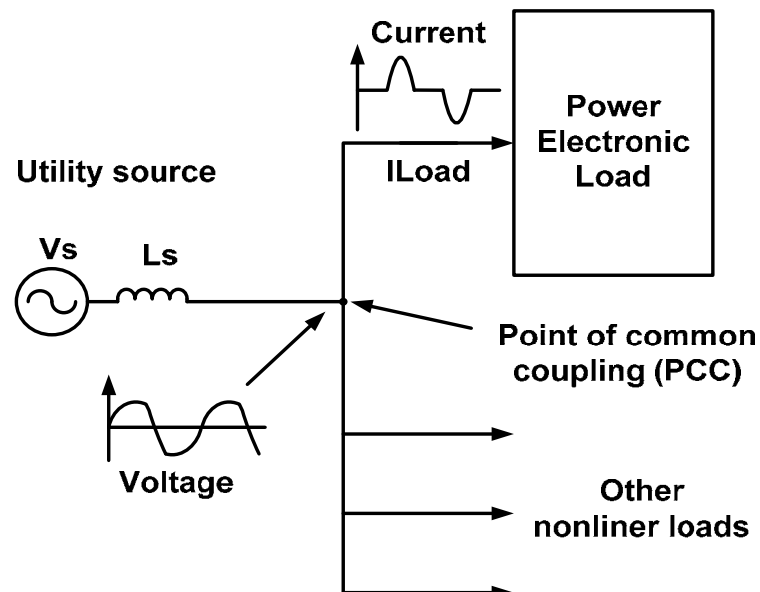 Current
Power
Electronic
Load
ILoad
Utility source
Vs
Ls
Point of common
coupling (PCC)
Voltage
Other
nonliner loads